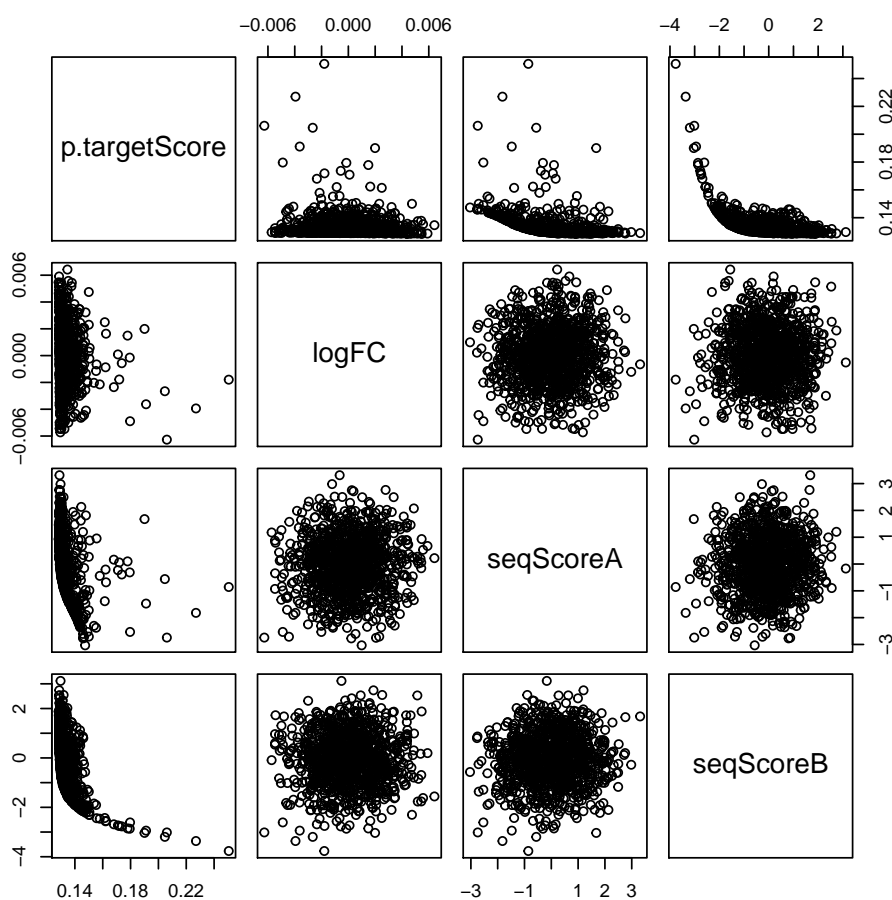 −0.006 0.000 0.006 −4 −2 0 2
p.targetScore
0.14 0.18 0.22
−0.006 0.000 0.006
logFC
seqScoreA
−3 −1 1 2 3
−4 −2 0 2
seqScoreB
0.14 0.18 0.22 −3 −1 1 2 3